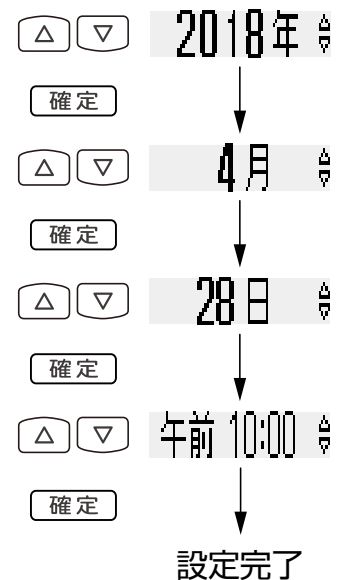 △ ▽ 2018年
確定
△ ▽ 4月
確定
△ ▽ 28日
確定
△ ▽ 午前 10:00
確定
設定完了